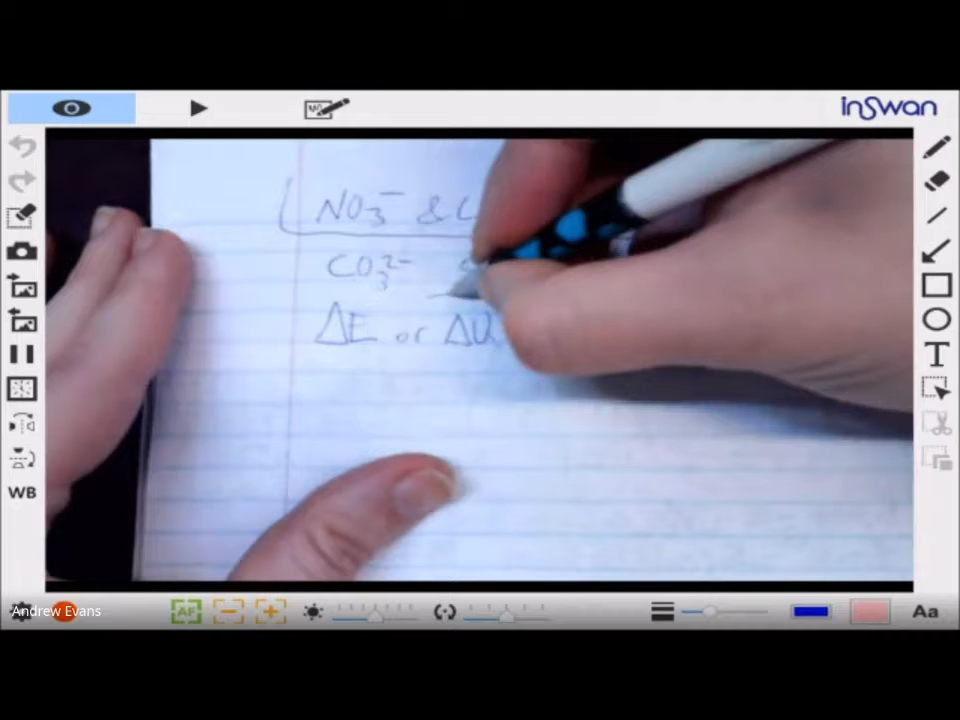 inSwan
NO₃⁻ &
CO₃²⁻
ΔE or ΔU
T
WB
Andrew Evans
AF
Aa